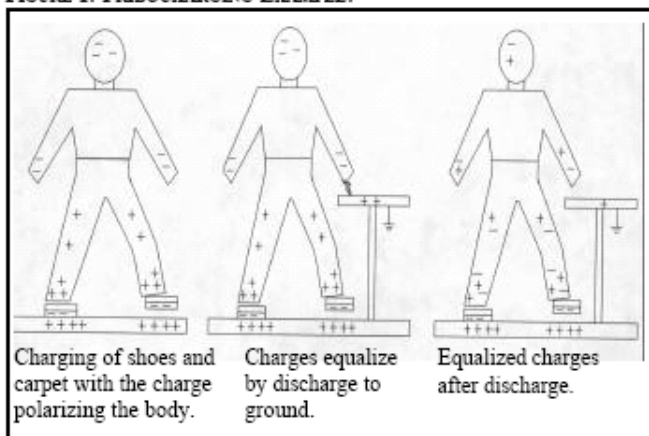 Charging of shoes and
carpet with the charge
polarizing the body.
Charges equalize
by discharge to
ground.
Equalized charges
after discharge.